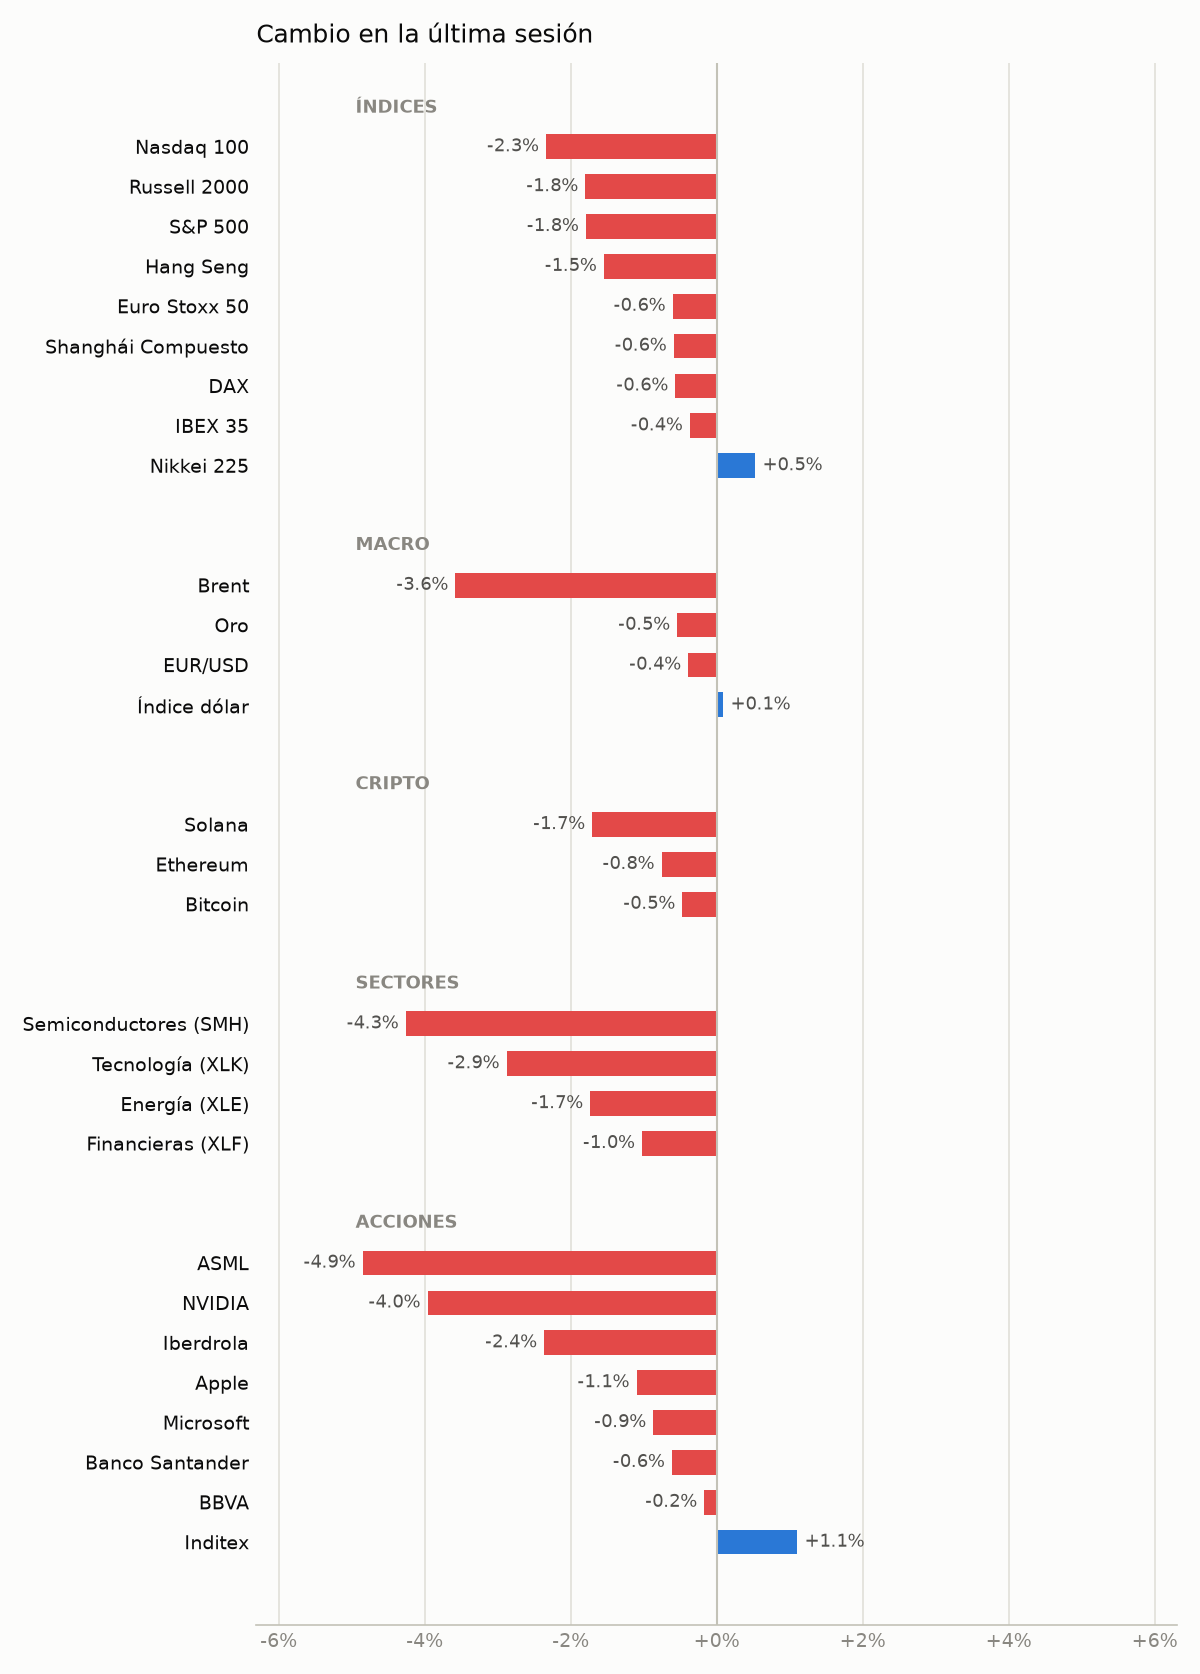 Cambio en la última sesión
ÍNDICES
Nasdaq 100 -2.3%
Russell 2000 -1.8%
S&P 500 -1.8%
Hang Seng -1.5%
Euro Stoxx 50 -0.6%
Shanghái Compuesto -0.6%
DAX -0.6%
IBEX 35 -0.4%
Nikkei 225 +0.5%
MACRO
Brent -3.6%
Oro -0.5%
EUR/USD -0.4%
Índice dólar +0.1%
CRIPTO
Solana -1.7%
Ethereum -0.8%
Bitcoin -0.5%
SECTORES
Semiconductores (SMH) -4.3%
Tecnología (XLK) -2.9%
Energía (XLE) -1.7%
Financieras (XLF) -1.0%
ACCIONES
ASML -4.9%
NVIDIA -4.0%
Iberdrola -2.4%
Apple -1.1%
Microsoft -0.9%
Banco Santander -0.6%
BBVA -0.2%
Inditex +1.1%
-6% -4% -2% +0% +2% +4% +6%